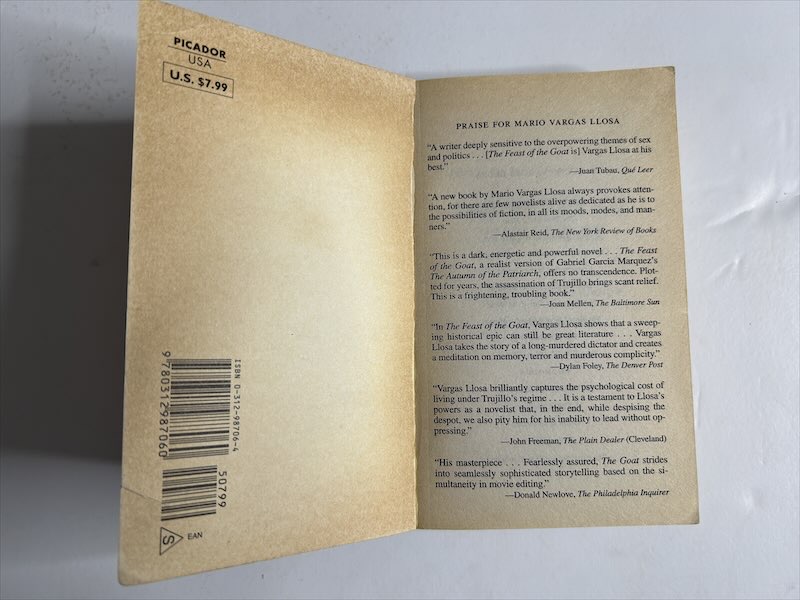 PICADOR
USA
U.S. $7.99
ISBN 0-312-98706-4
9 780312 987060
50799
S
EAN
PRAISE FOR MARIO VARGAS LLOSA
“A writer deeply sensitive to the overpowering themes of sex
and politics . . . [The Feast of the Goat is] Vargas Llosa at his
best.”
—Juan Tubau, Qué Leer
“A new book by Mario Vargas Llosa always provokes atten-
tion, for there are few novelists alive as dedicated as he is to
the possibilities of fiction, in all its moods, modes, and man-
ners.”
—Alastair Reid, The New York Review of Books
“This is a dark, energetic and powerful novel . . . The Feast
of the Goat, a realist version of Gabriel Garcia Marquez’s
The Autumn of the Patriarch, offers no transcendence. Plot-
ted for years, the assassination of Trujillo brings scant relief.
This is a frightening, troubling book.”
—Joan Mellen, The Baltimore Sun
“In The Feast of the Goat, Vargas Llosa shows that a sweep-
ing historical epic can still be great literature . . . Vargas
Llosa takes the story of a long-murdered dictator and creates
a meditation on memory, terror and murderous complicity.”
—Dylan Foley, The Denver Post
“Vargas Llosa brilliantly captures the psychological cost of
living under Trujillo’s regime . . . It is a testament to Llosa’s
powers as a novelist that, in the end, while despising the
despot, we also pity him for his inability to lead without op-
pressing.”
—John Freeman, The Plain Dealer (Cleveland)
“His masterpiece . . . Fearlessly assured, The Goat strides
into seamlessly sophisticated storytelling based on the si-
multaneity in movie editing.”
—Donald Newlove, The Philadelphia Inquirer